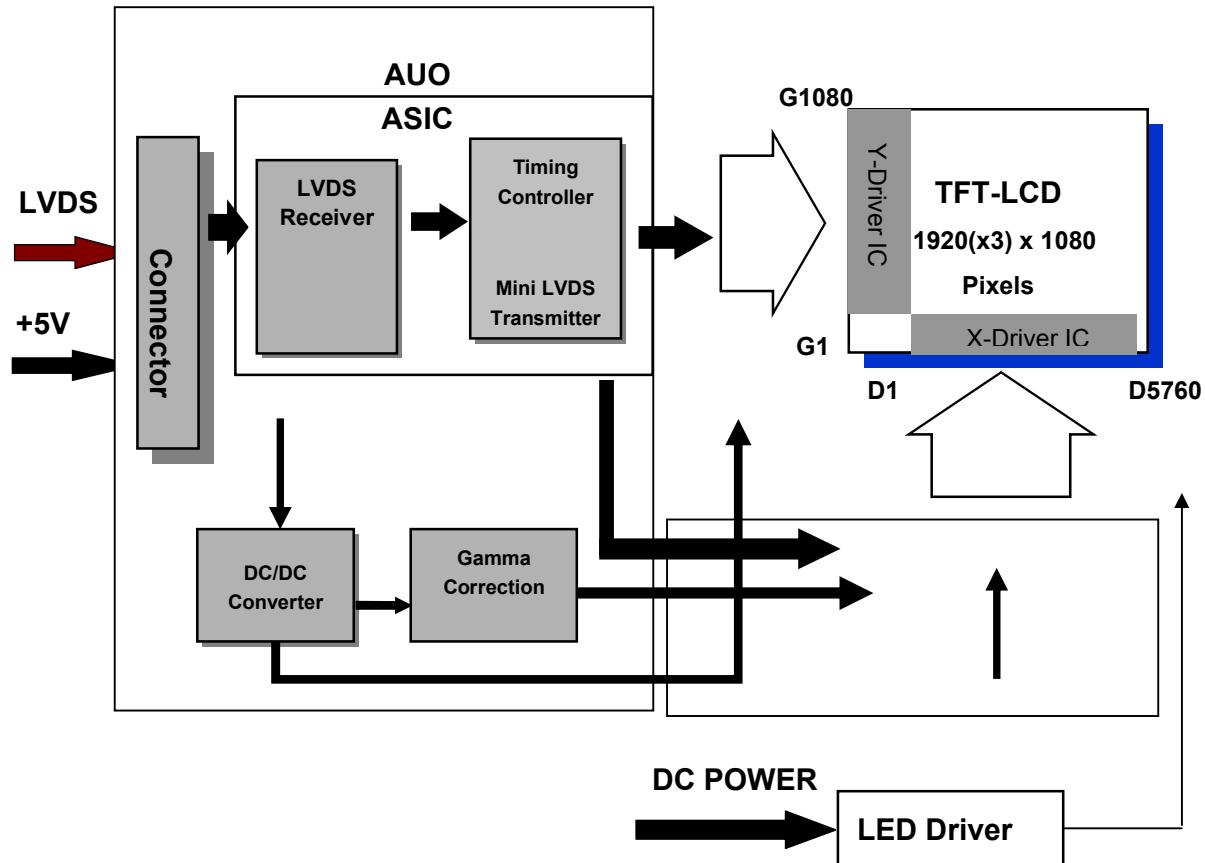 AUO
ASIC
LVDS
+5V
Connector
LVDS
Receiver
Timing
Controller
Mini LVDS
Transmitter
G1080
G1
Y-Driver IC
TFT-LCD
1920(x3) x 1080
Pixels
X-Driver IC
D1
D5760
DC/DC
Converter
Gamma
Correction
DC POWER
LED Driver